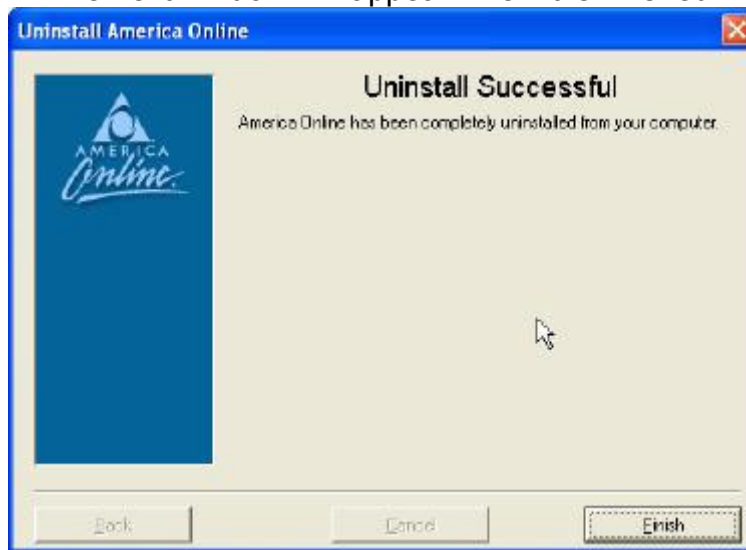 Uninstall America Online
Uninstall Successful
America Online has been completely uninstalled from your computer.
AMERICA
Online.
Back
Cancel
Finish